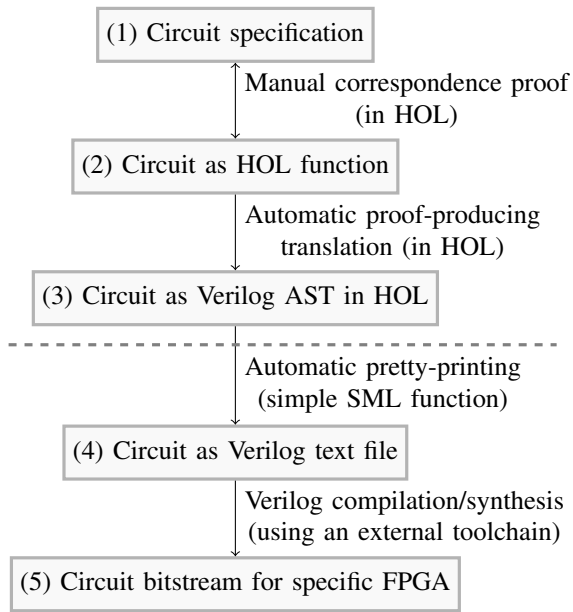 (1) Circuit specification
Manual correspondence proof
(in HOL)
(2) Circuit as HOL function
Automatic proof-producing
translation (in HOL)
(3) Circuit as Verilog AST in HOL
Automatic pretty-printing
(simple SML function)
(4) Circuit as Verilog text file
Verilog compilation/synthesis
(using an external toolchain)
(5) Circuit bitstream for specific FPGA